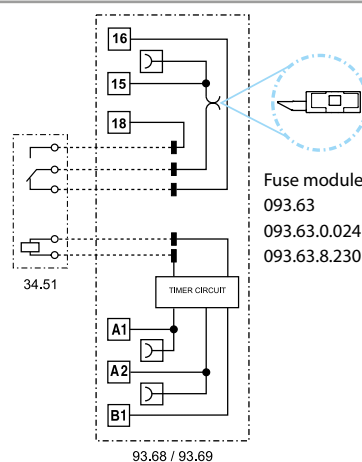 16
15
18
Fuse module
093.63
093.63.0.024
093.63.8.230
34.51
TIMER CIRCUIT
A1
A2
B1
93.68 / 93.69